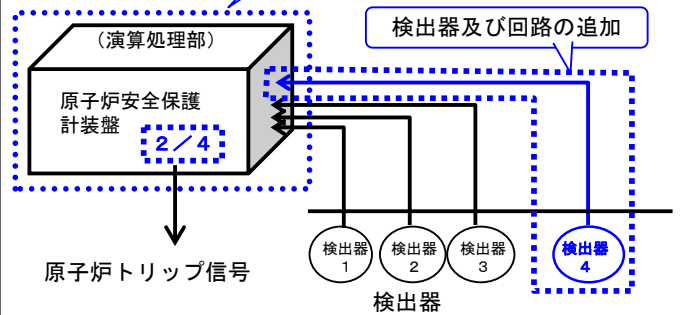 (演算処理部)
検出器及び回路の追加
原子炉安全保護
計装盤
2/4
原子炉トリップ信号
検出器
1
検出器
2
検出器
3
検出器
4
検出器